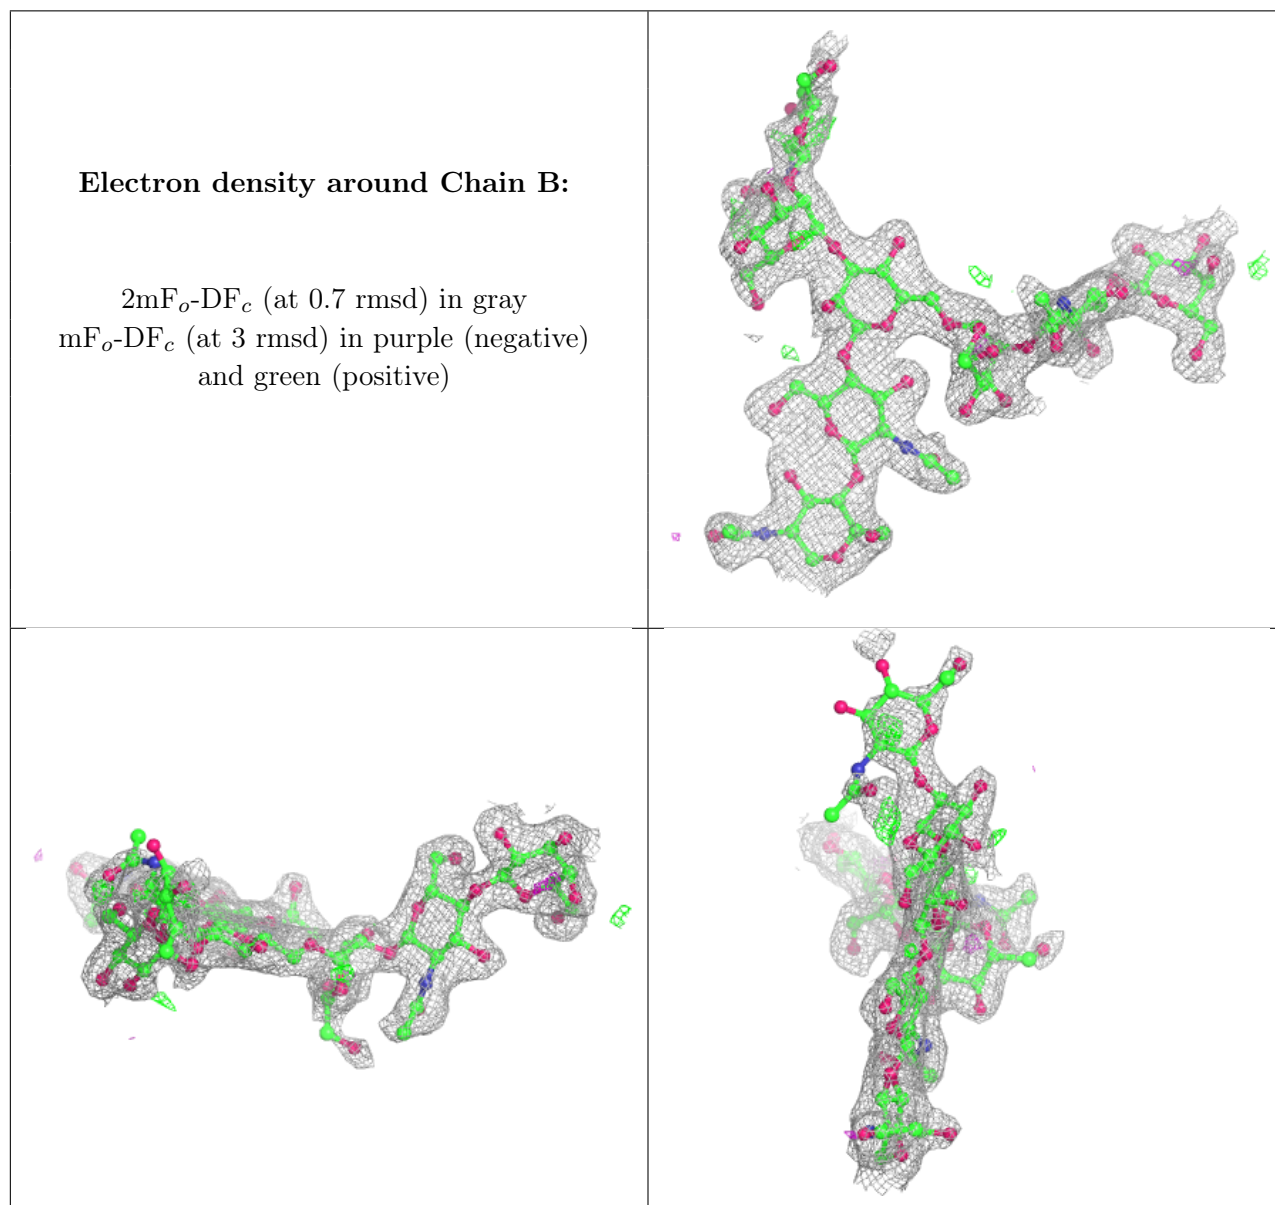 Electron density around Chain B:
2mFₒ-DF𝒸 (at 0.7 rmsd) in gray
mFₒ-DF𝒸 (at 3 rmsd) in purple (negative)
and green (positive)